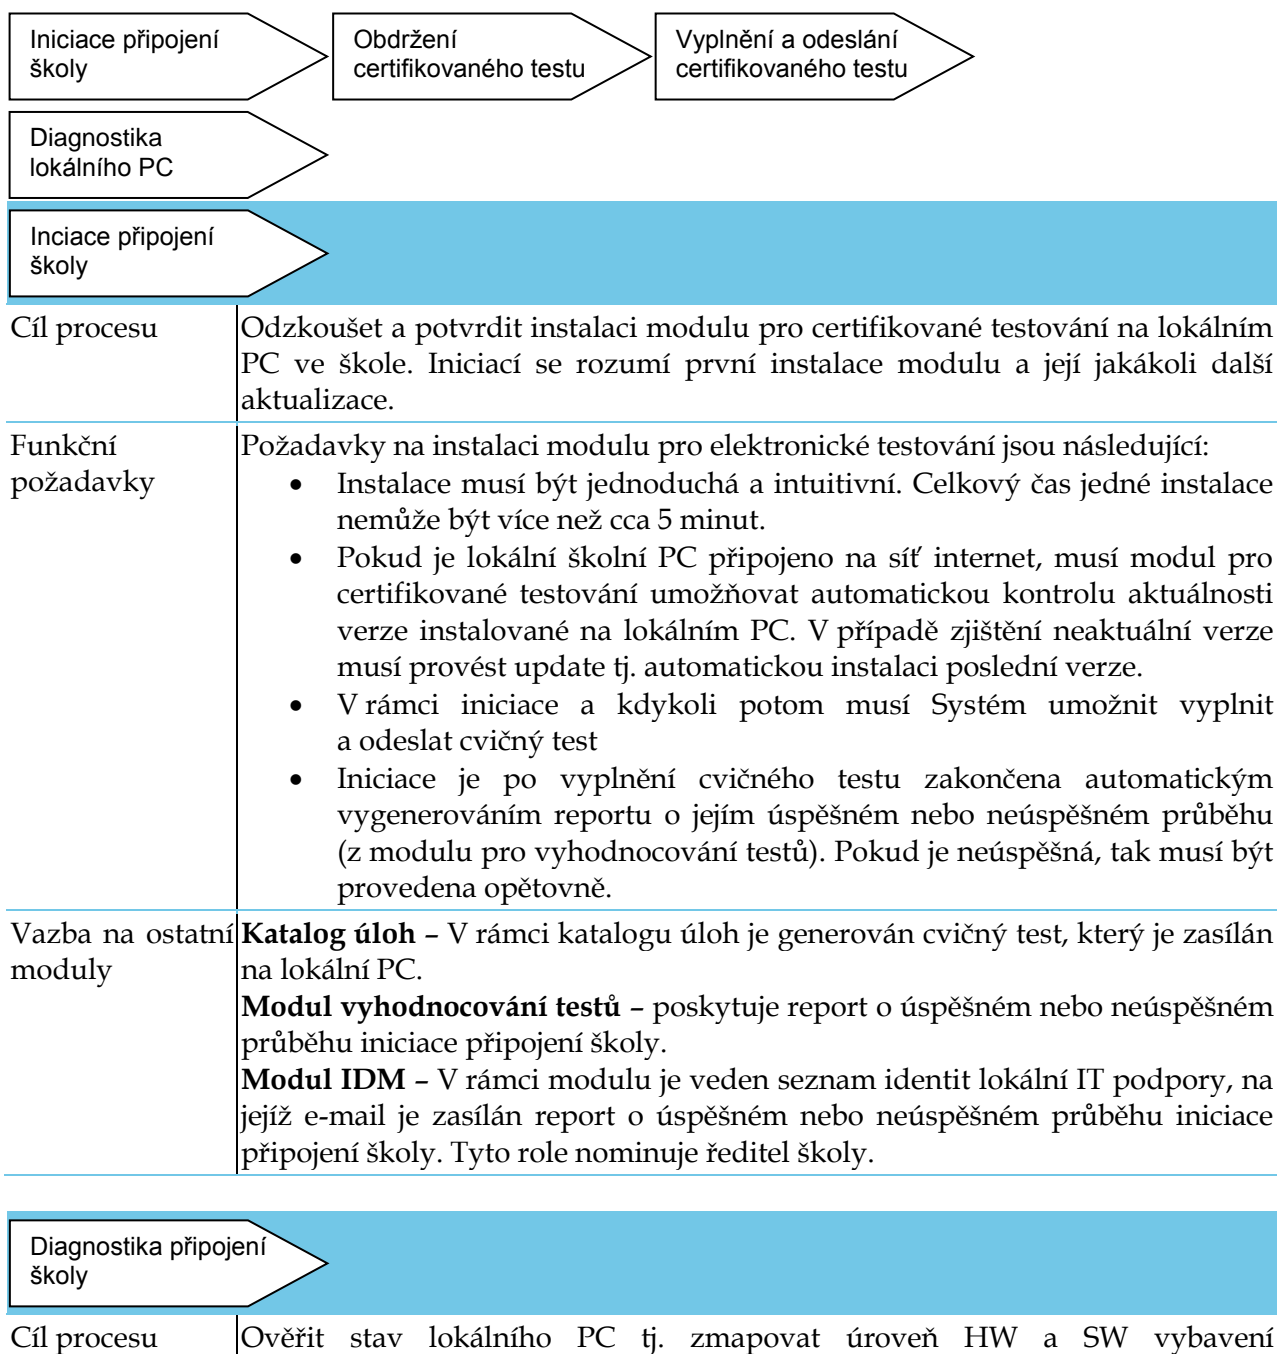 Iniciace připojení
školy
Obdržení
certifikovaného testu
Vyplnění a odeslání
certifikovaného testu
Diagnostika
lokálního PC
Inciace připojení
školy
Cíl procesu
Odzkoušet a potvrdit instalaci modulu pro certifikované testování na lokálním
PC ve škole. Iniciací se rozumí první instalace modulu a její jakákoli další
aktualizace.
Funkční
požadavky
Požadavky na instalaci modulu pro elektronické testování jsou následující:
• Instalace musí být jednoduchá a intuitivní. Celkový čas jedné instalace
nemůže být více než cca 5 minut.
• Pokud je lokální školní PC připojeno na síť internet, musí modul pro
certifikované testování umožňovat automatickou kontrolu aktuálnosti
verze instalované na lokálním PC. V případě zjištění neaktuální verze
musí provést update tj. automatickou instalaci poslední verze.
• V rámci iniciace a kdykoli potom musí Systém umožnit vyplnit
a odeslat cvičný test
• Iniciace je po vyplnění cvičného testu zakončena automatickým
vygenerováním reportu o jejím úspěšném nebo neúspěšném průběhu
(z modulu pro vyhodnocování testů). Pokud je neúspěšná, tak musí být
provedena opětovně.
Vazba na ostatní
moduly
Katalog úloh – V rámci katalogu úloh je generován cvičný test, který je zasílán
na lokální PC.
Modul vyhodnocování testů – poskytuje report o úspěšném nebo neúspěšném
průběhu iniciace připojení školy.
Modul IDM – V rámci modulu je veden seznam identit lokální IT podpory, na
jejíž e-mail je zasílán report o úspěšném nebo neúspěšném průběhu iniciace
připojení školy. Tyto role nominuje ředitel školy.
Diagnostika připojení
školy
Cíl procesu
Ověřit stav lokálního PC tj. zmapovat úroveň HW a SW vybavení